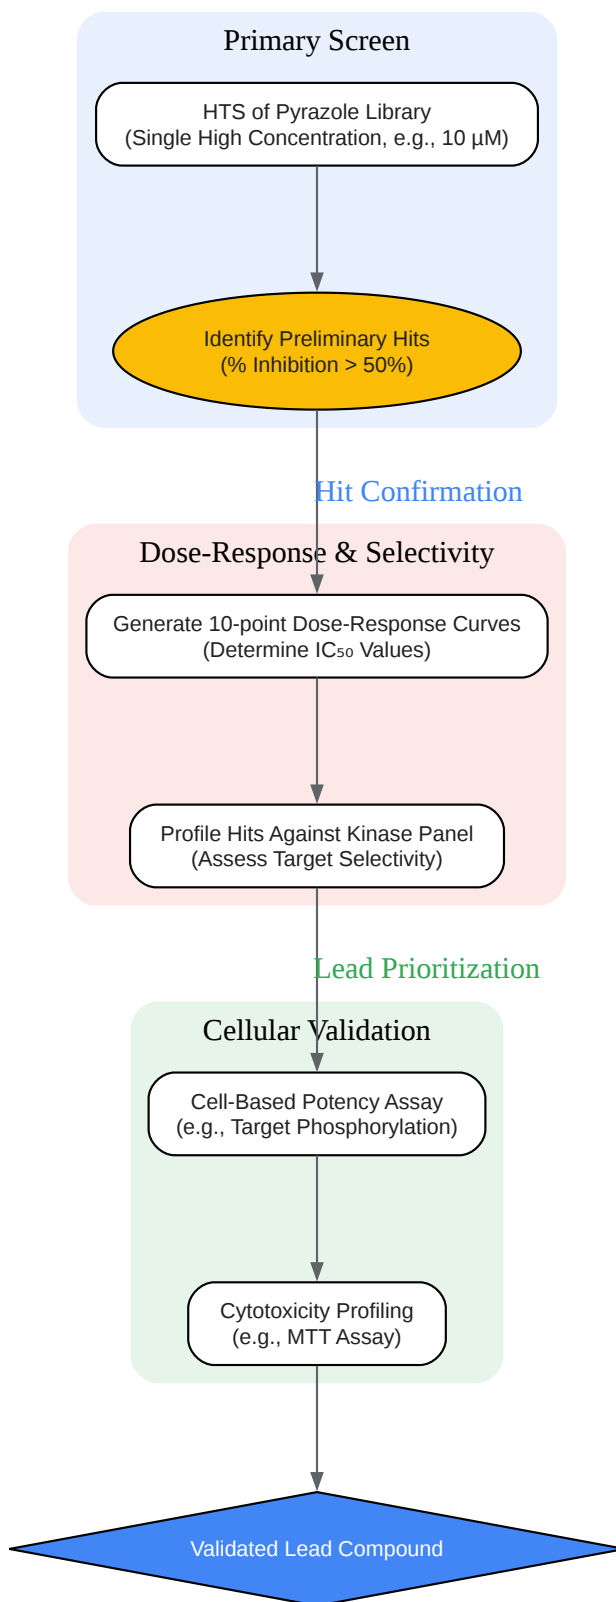 Primary Screen
HTS of Pyrazole Library
(Single High Concentration, e.g., 10 µM)
Identify Preliminary Hits
(% Inhibition > 50%)
Hit Confirmation
Dose-Response & Selectivity
Generate 10-point Dose-Response Curves
(Determine IC₅₀ Values)
Profile Hits Against Kinase Panel
(Assess Target Selectivity)
Lead Prioritization
Cellular Validation
Cell-Based Potency Assay
(e.g., Target Phosphorylation)
Cytotoxicity Profiling
(e.g., MTT Assay)
Validated Lead Compound